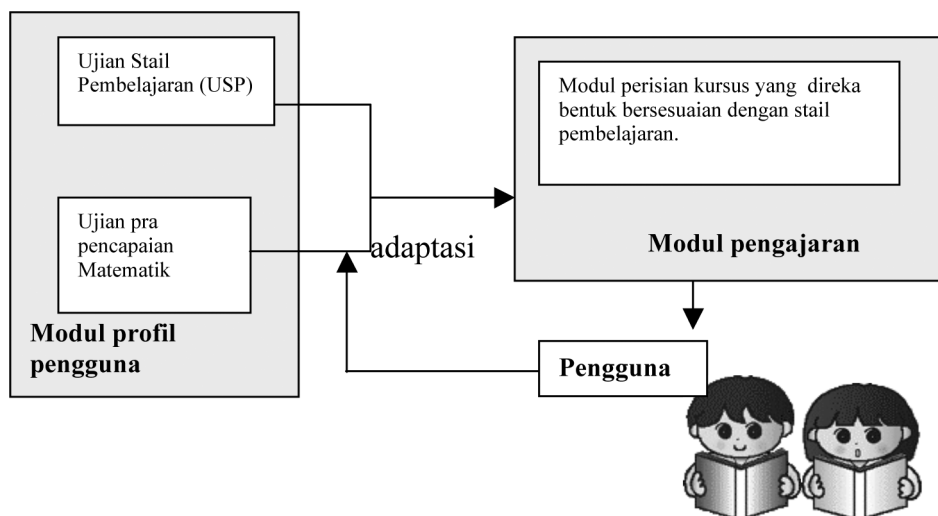 Ujian Stail
Pembelajaran (USP)
Ujian pra
pencapaian
Matematik
Modul profil
pengguna
adaptasi
Modul perisian kursus yang direka
bentuk bersesuaian dengan stail
pembelajaran.
Modul pengajaran
Pengguna